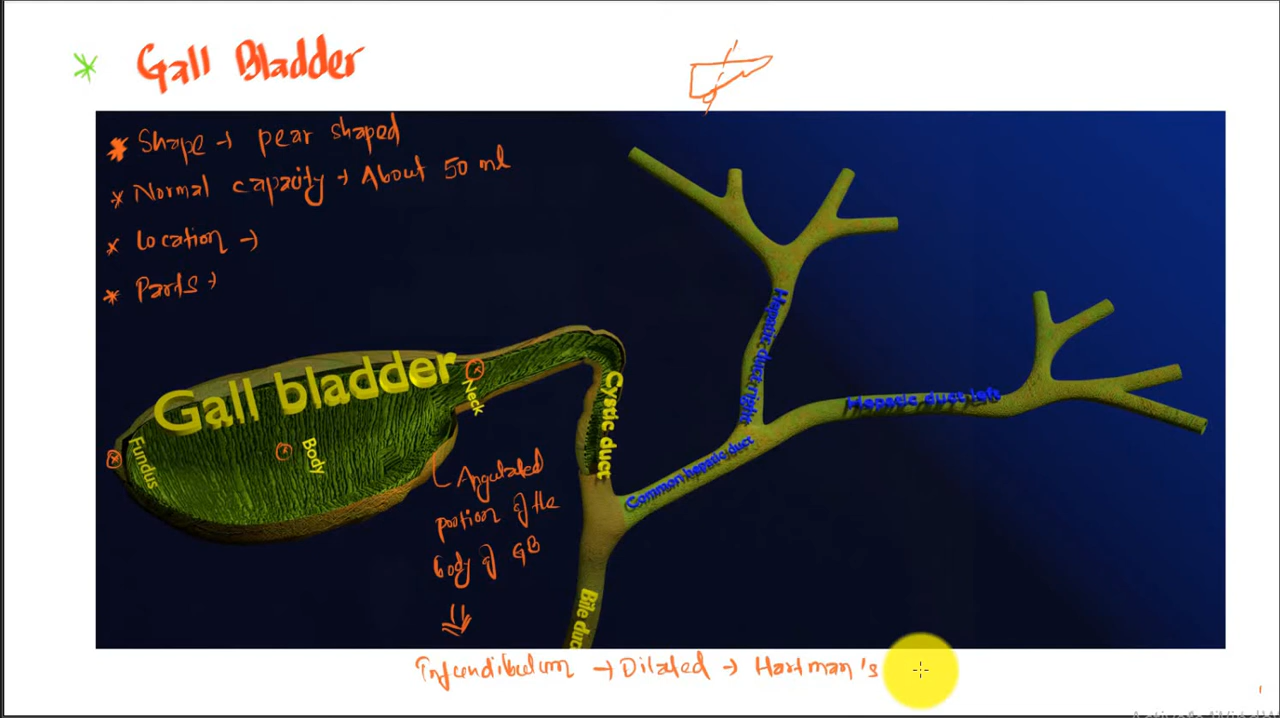 * Gall Bladder
* Shape → pear shaped
* Normal capacity → About 50 ml
* Location →
* Parts →
Gall bladder
Fundus
Body
Neck
Cystic duct
Hepatic duct right
Hepatic duct left
Common hepatic duct
Bile duc
Angulated
portion of the
body of GB
Infundibulum → Dilated → Hartman's